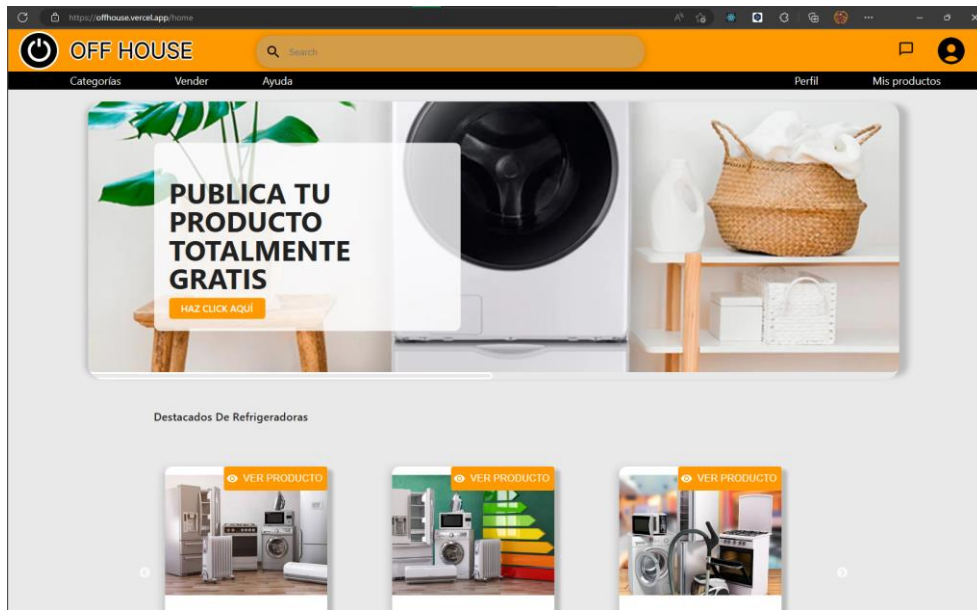 https://offhouse.vercel.app/home
OFF HOUSE
Search
Categorías
Vender
Ayuda
Perfil
Mis productos
PUBLICA TU
PRODUCTO
TOTALMENTE
GRATIS
HAZ CLICK AQUÍ
Destacados De Refrigeradoras
VER PRODUCTO
VER PRODUCTO
VER PRODUCTO